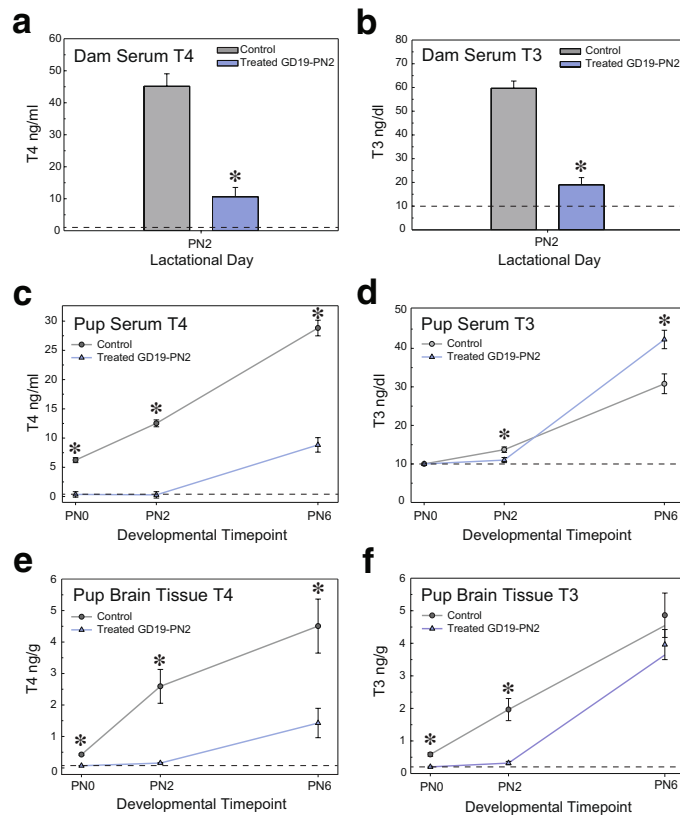 a
Dam Serum T4
Control
Treated GD19-PN2
T4 ng/ml
60
50
40
30
20
10
0
*
PN2
Lactational Day
b
Dam Serum T3
Control
Treated GD19-PN2
T3 ng/dl
80
70
60
50
40
30
20
10
0
*
PN2
Lactational Day
c
Pup Serum T4
Control
Treated GD19-PN2
T4 ng/ml
30
25
20
15
10
5
0
*
*
*
PN0
PN2
PN6
Developmental Timepoint
d
Pup Serum T3
Control
Treated GD19-PN2
T3 ng/dl
50
40
30
20
10
0
*
*
PN0
PN2
PN6
Developmental Timepoint
e
Pup Brain Tissue T4
Control
Treated GD19-PN2
T4 ng/g
6
5
4
3
2
1
0
*
*
*
PN0
PN2
PN6
Developmental Timepoint
f
Pup Brain Tissue T3
Control
Treated GD19-PN2
T3 ng/g
6
5
4
3
2
1
0
*
*
PN0
PN2
PN6
Developmental Timepoint